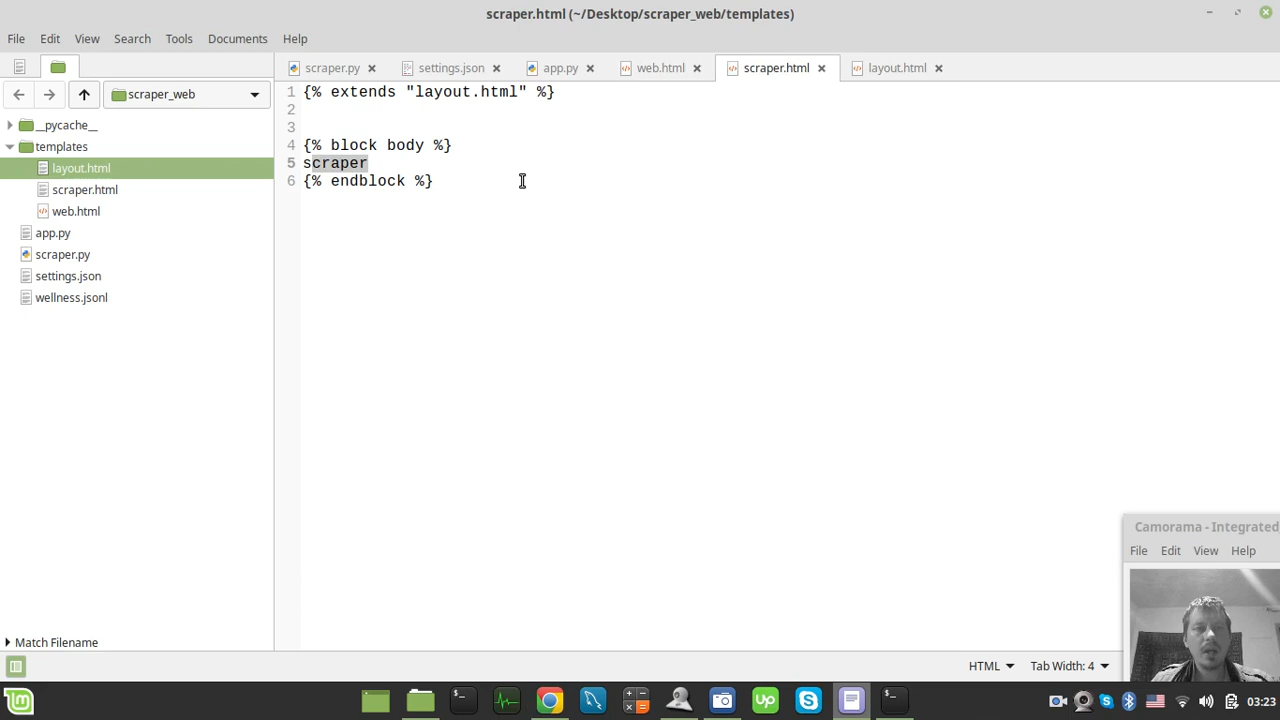 scraper.html (~/Desktop/scraper_web/templates)
File Edit View Search Tools Documents Help
scraper.py settings.json app.py web.html scraper.html layout.html
scraper_web
__pycache__
templates
layout.html
scraper.html
web.html
app.py
scraper.py
settings.json
wellness.jsonl
1 {% extends "layout.html" %}
2
3
4 {% block body %}
5 scraper
6 {% endblock %}
Camorama - Integrated
File Edit View Help
Match Filename
HTML Tab Width: 4
03:23